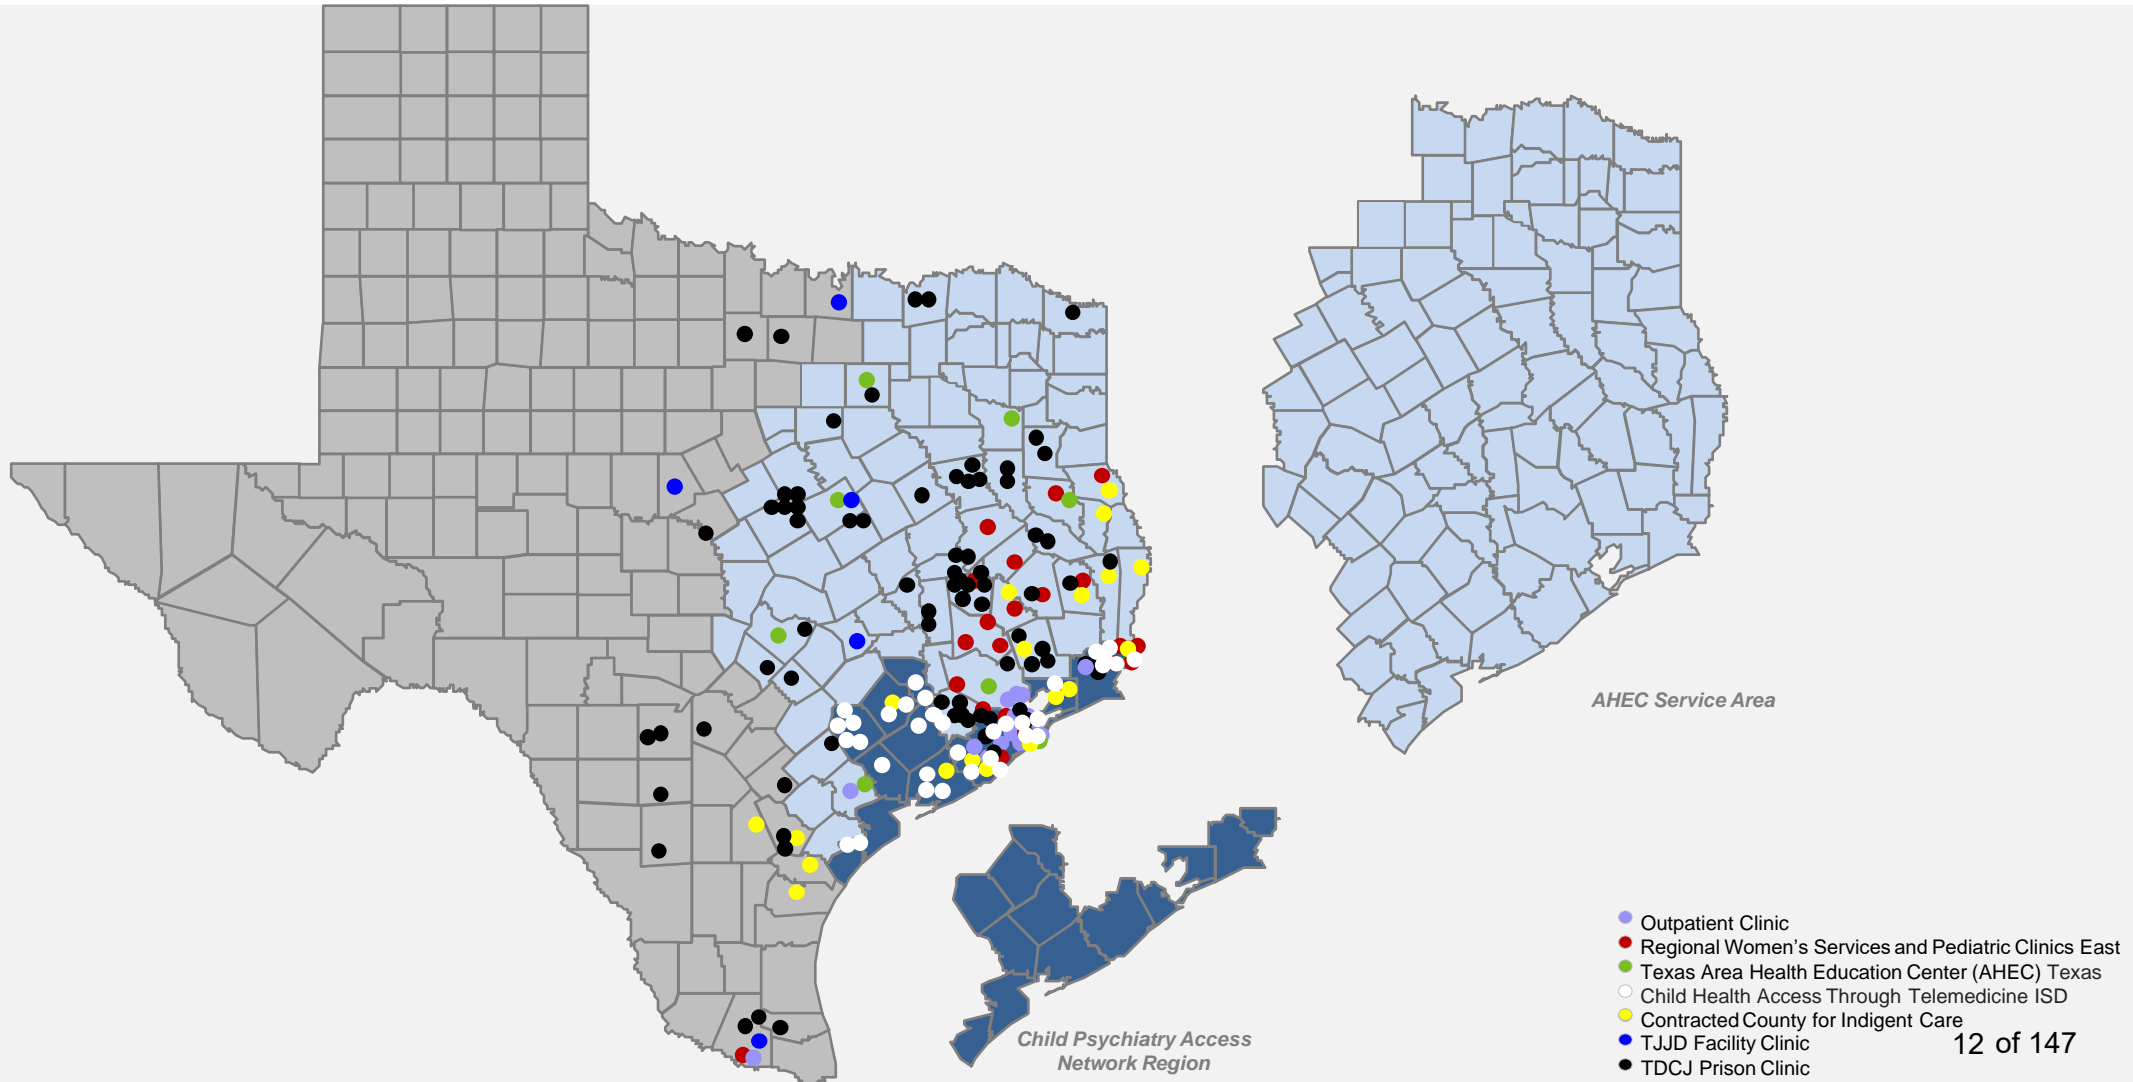 AHEC Service Area
Child Psychiatry Access
Network Region
Outpatient Clinic
Regional Women's Services and Pediatric Clinics East
Texas Area Health Education Center (AHEC) Texas
Child Health Access Through Telemedicine ISD
Contracted County for Indigent Care
TJJD Facility Clinic
12 of 147
TDCJ Prison Clinic